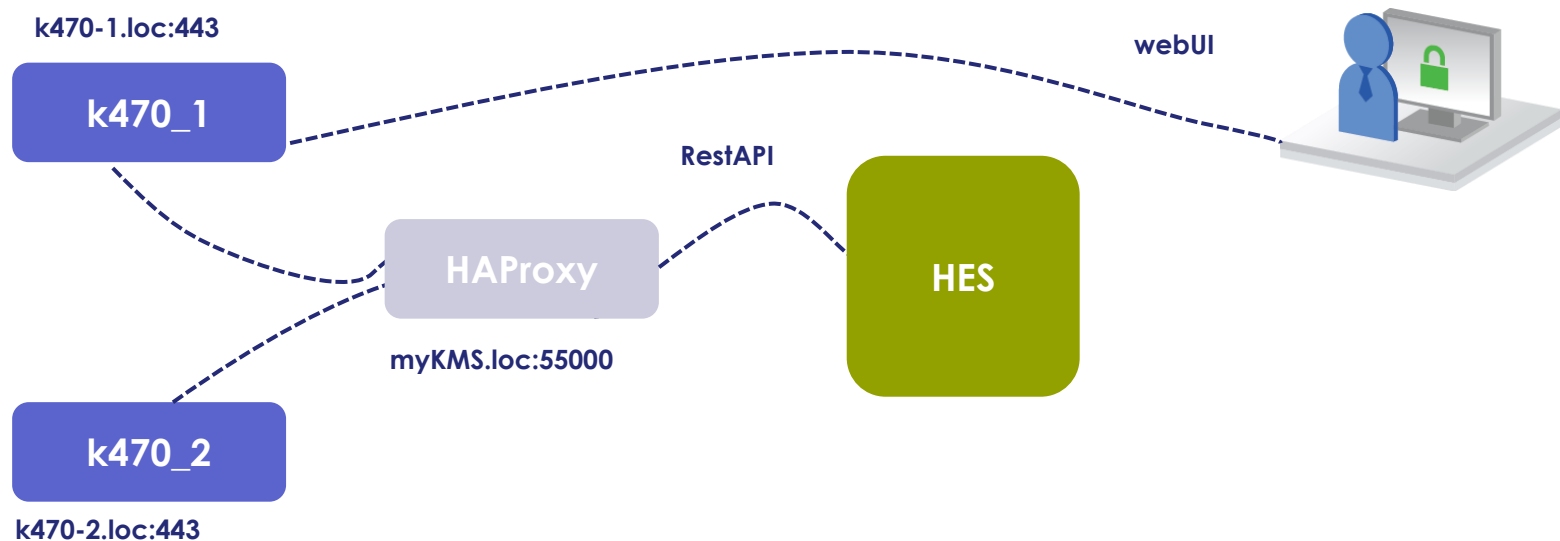 k470-1.loc:443
webUI
k470_1
RestAPI
HAProxy
HES
myKMS.loc:55000
k470_2
k470-2.loc:443